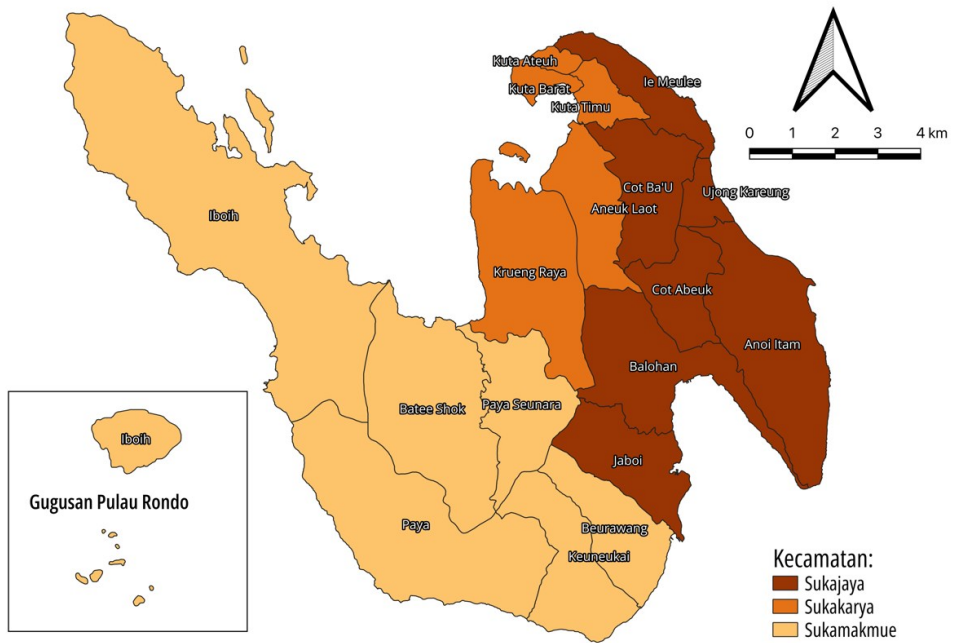 Kuta Ateuh
Ie Meulee
Kuta Barat
Kuta Timu
0 1 2 3 4 km
Cot Ba'U
Ujong Kareung
Iboih
Aneuk Laot
Krueng Raya
Cot Abeuk
Anoi Itam
Balohan
Batee Shok
Paya Seunara
Iboih
Jaboi
Gugusan Pulau Rondo
Paya
Beurawang
Keuneukai
Kecamatan:
Sukajaya
Sukakarya
Sukamakmue